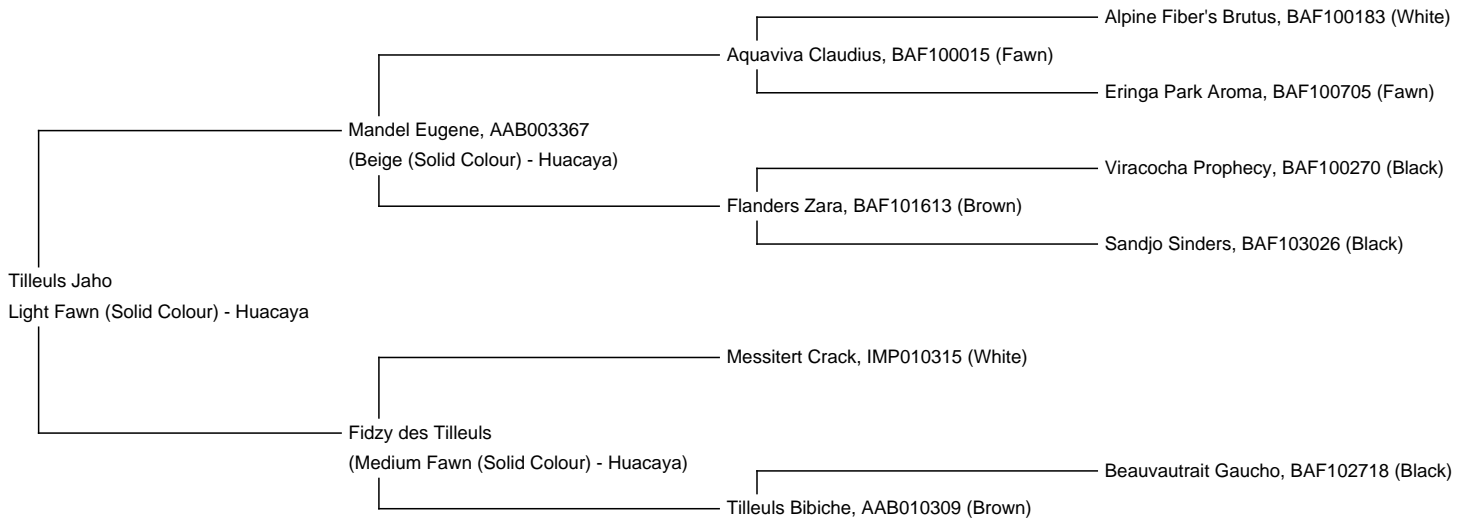 Alpine Fiber's Brutus, BAF100183 (White)
Aquaviva Claudius, BAF100015 (Fawn)
Eringa Park Aroma, BAF100705 (Fawn)
Mandel Eugene, AAB003367
(Beige (Solid Colour) - Huacaya)
Viracocha Prophecy, BAF100270 (Black)
Flanders Zara, BAF101613 (Brown)
Sandjo Sinders, BAF103026 (Black)
Tilleuls Jaho
Light Fawn (Solid Colour) - Huacaya
Messitert Crack, IMP010315 (White)
Fidzy des Tilleuls
(Medium Fawn (Solid Colour) - Huacaya)
Beauvautrait Gaucho, BAF102718 (Black)
Tilleuls Bibiche, AAB010309 (Brown)